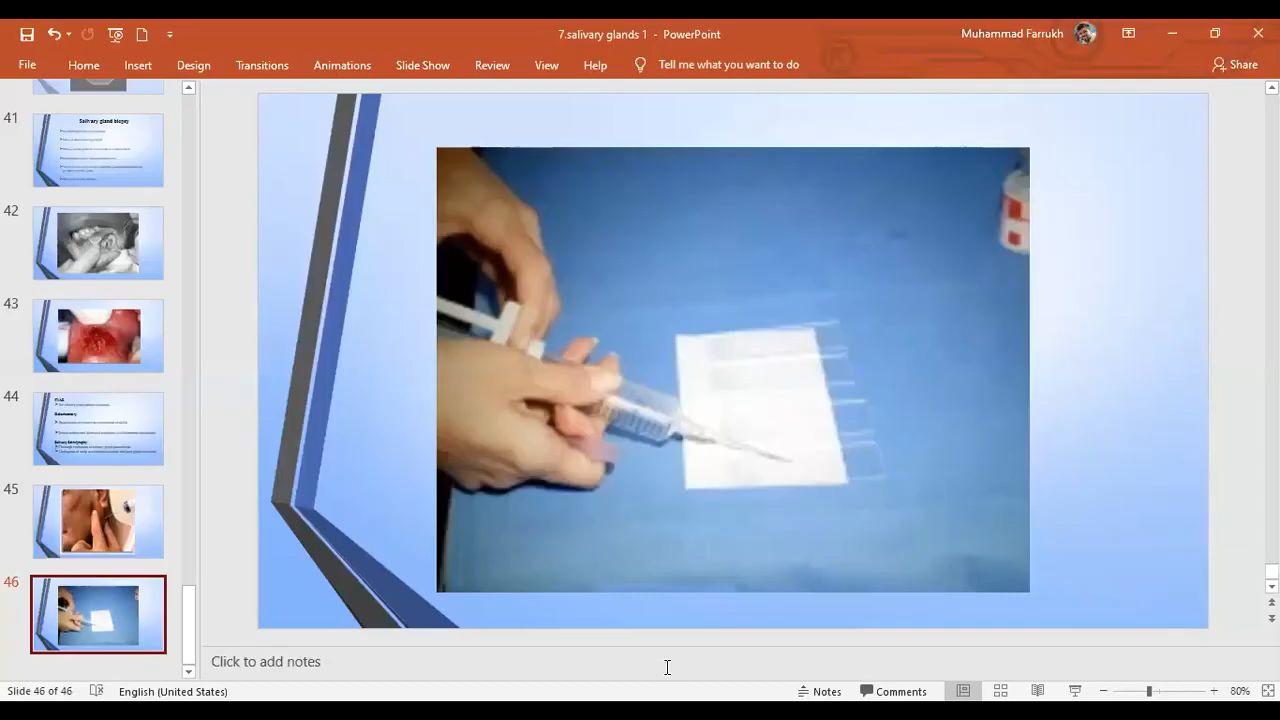 7.salivary glands 1 - PowerPoint
Muhammad Farrukh
File Home Insert Design Transitions Animations Slide Show Review View Help Tell me what you want to do
Share
41
Salivary gland biopsy
42
43
44
45
46
Click to add notes
Slide 46 of 46 English (United States)
Notes Comments
80%